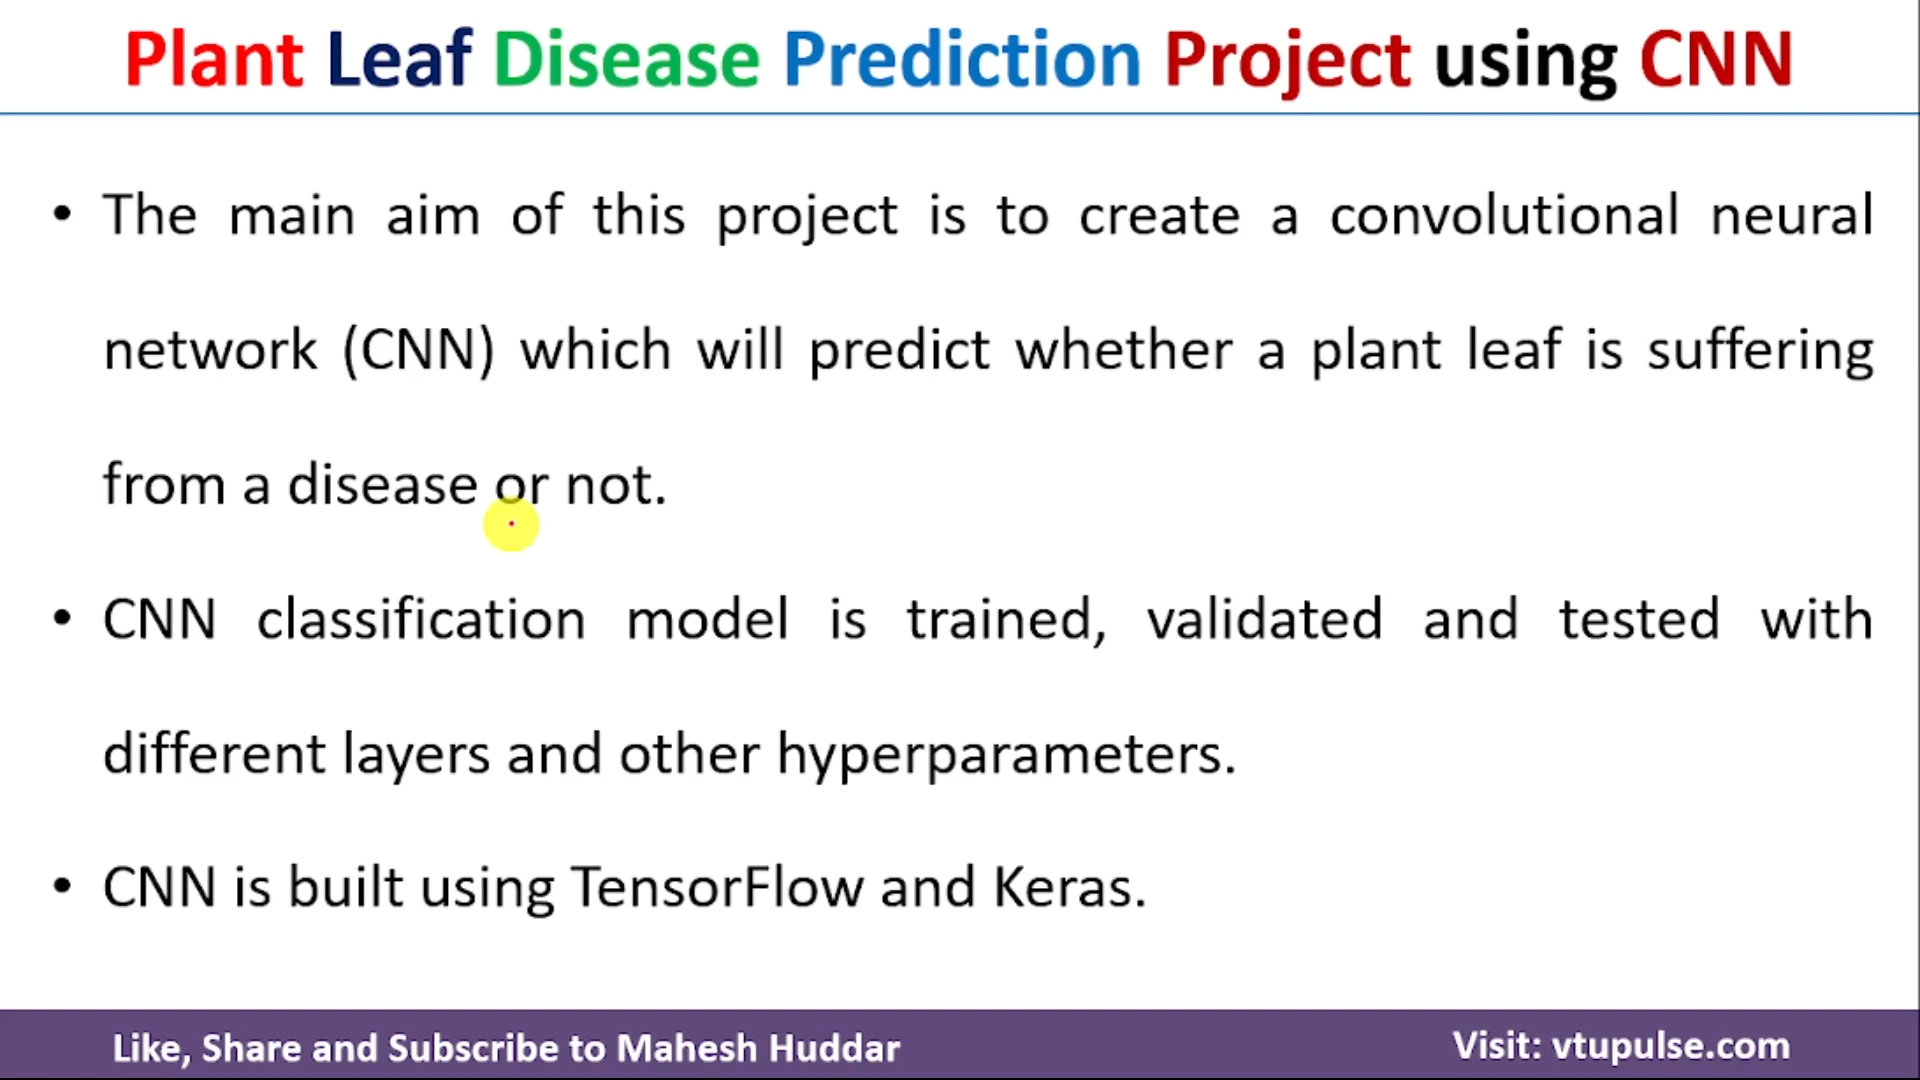 Plant Leaf Disease Prediction Project using CNN
• The main aim of this project is to create a convolutional neural
network (CNN) which will predict whether a plant leaf is suffering
from a disease or not.
• CNN classification model is trained, validated and tested with
different layers and other hyperparameters.
• CNN is built using TensorFlow and Keras.
Like, Share and Subscribe to Mahesh Huddar
Visit: vtupulse.com